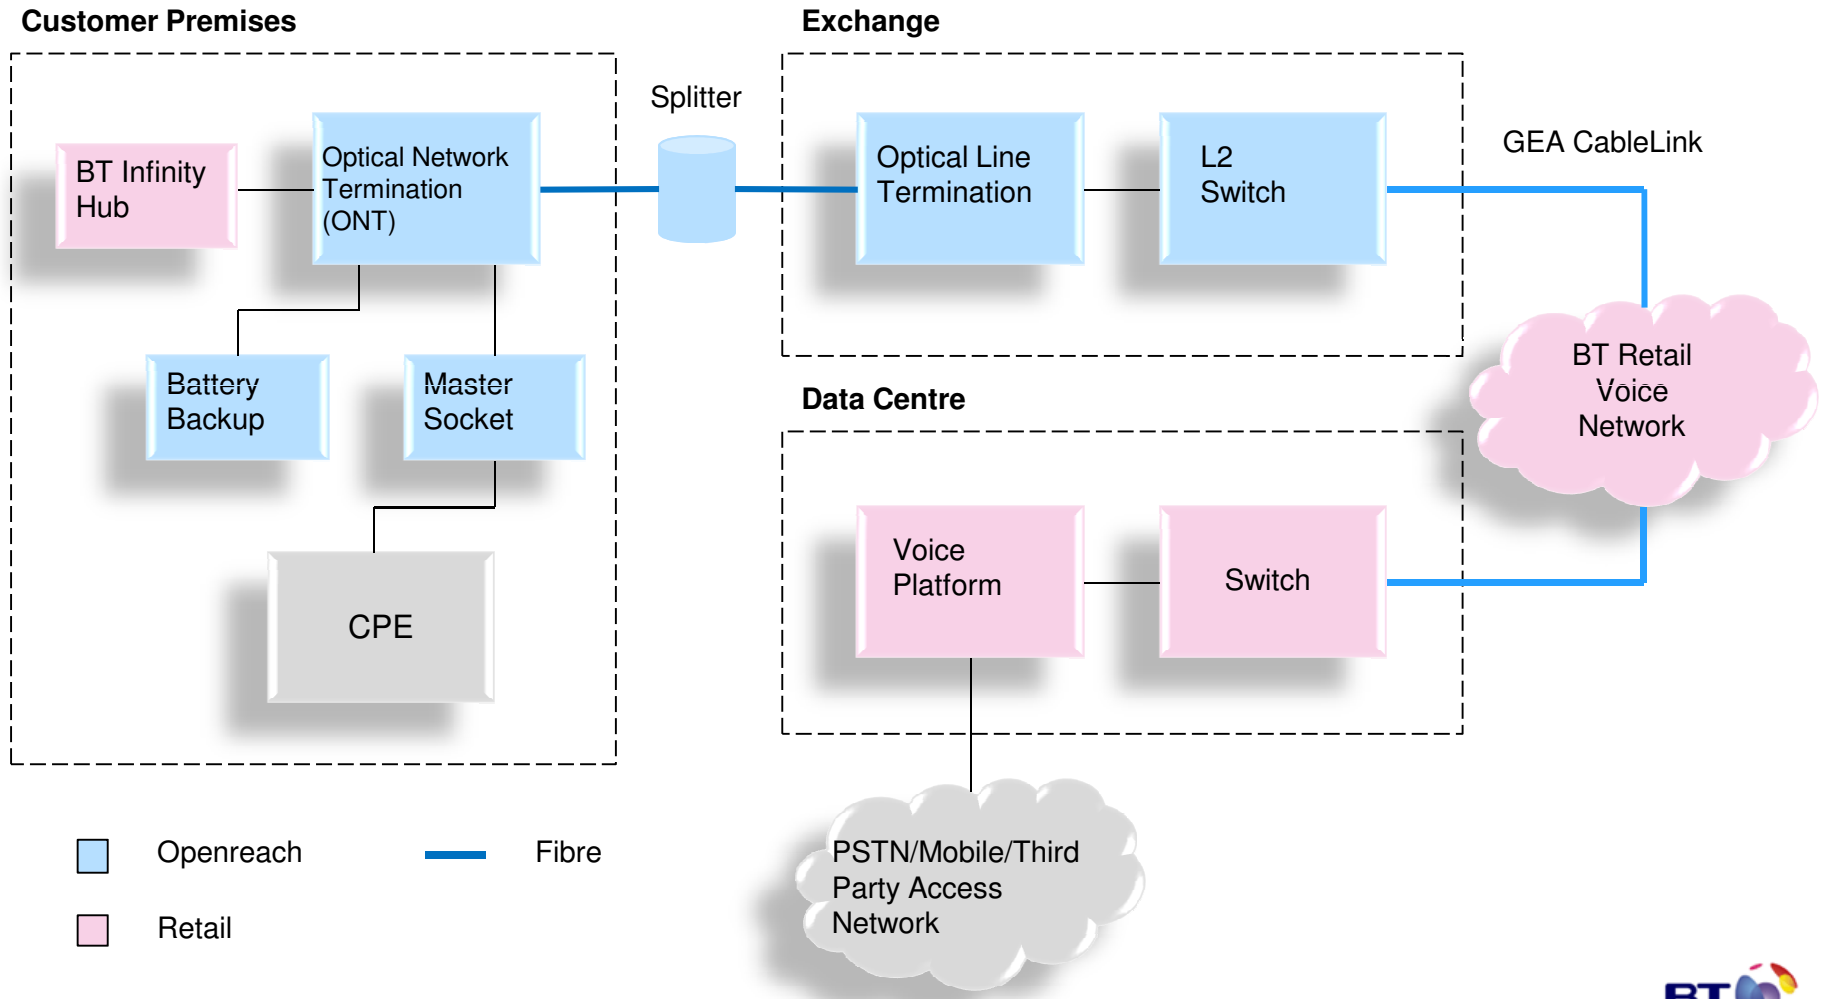 Customer Premises
Exchange
Splitter
BT Infinity
Hub
Optical Network
Termination
(ONT)
Optical Line
Termination
L2
Switch
GEA CableLink
Battery
Backup
Master
Socket
BT Retail
Voice
Network
Data Centre
Voice
Platform
Switch
CPE
Openreach
Fibre
Retail
PSTN/Mobile/Third
Party Access
Network
BT